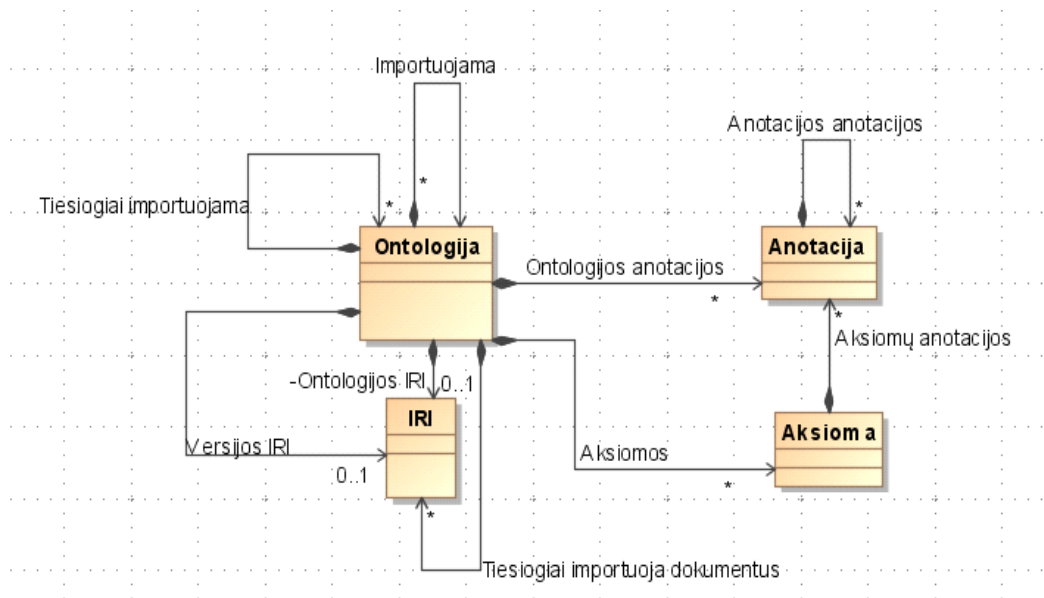 Importuojama
Anotacijos anotacijos
*
Tiesiogiai importuojama
*
*
Ontologija
Anotacija
Ontologijos anotacijos
*
*
Aksiomų anotacijos
-Ontologijos IRI
0..1
IRI
Aksioma
Versijos IRI
Aksiomos
0..1
*
*
Tiesiogiai importuoja dokumentus